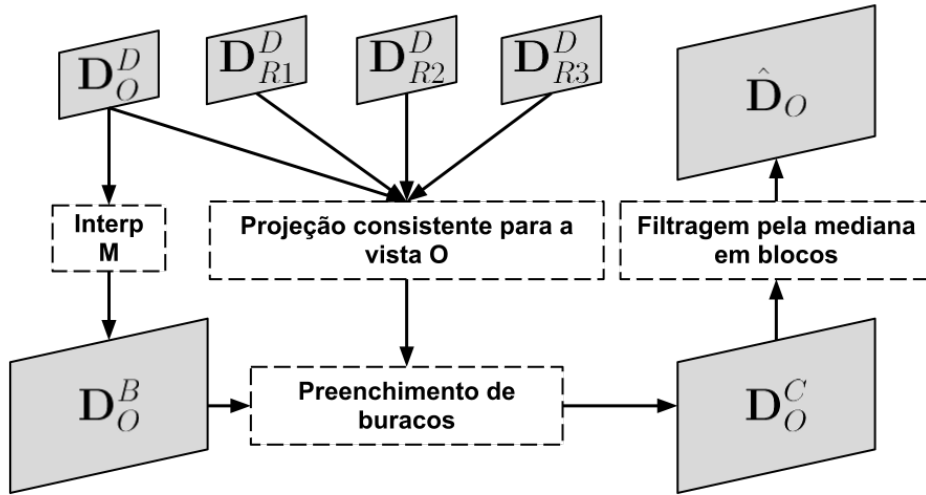 D_O^D
D_{R1}^D
D_{R2}^D
D_{R3}^D
D̂_O
Interp
M
Projeção consistente para a
vista O
Filtragem pela mediana
em blocos
D_O^B
Preenchimento de
buracos
D_O^C